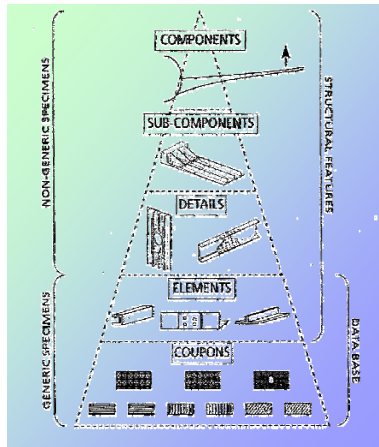 COMPONENTS
SUB-COMPONENTS
DETAILS
ELEMENTS
COUPONS
NON-GENERIC SPECIMENS
GENERIC SPECIMENS
STRUCTURAL FEATURES
DATA BASE